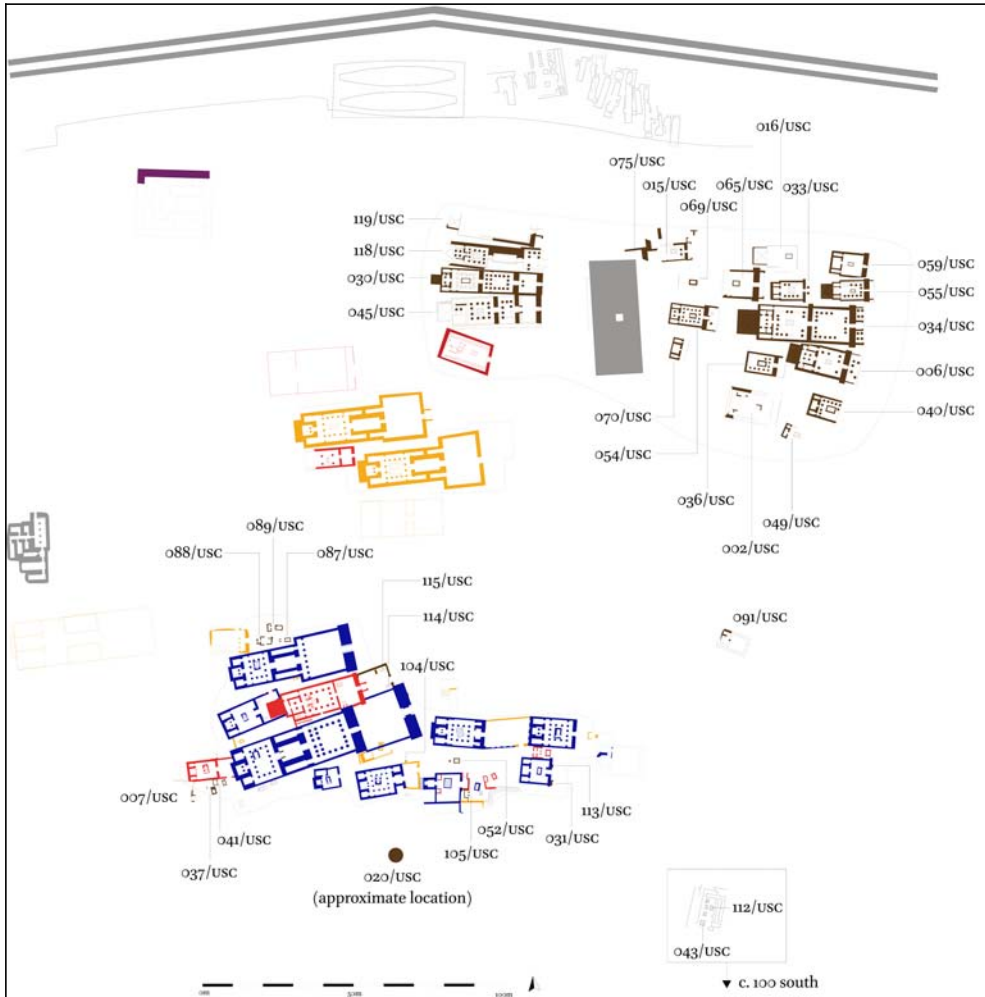 016/USC
075/USC
015/USC
065/USC
033/USC
069/USC
119/USC
118/USC
030/USC
045/USC
059/USC
055/USC
034/USC
006/USC
040/USC
070/USC
054/USC
036/USC
049/USC
002/USC
089/USC
088/USC
087/USC
115/USC
114/USC
104/USC
091/USC
007/USC
041/USC
037/USC
113/USC
052/USC
031/USC
105/USC
020/USC
(approximate location)
112/USC
043/USC
c. 100 south
0m 50m 100m